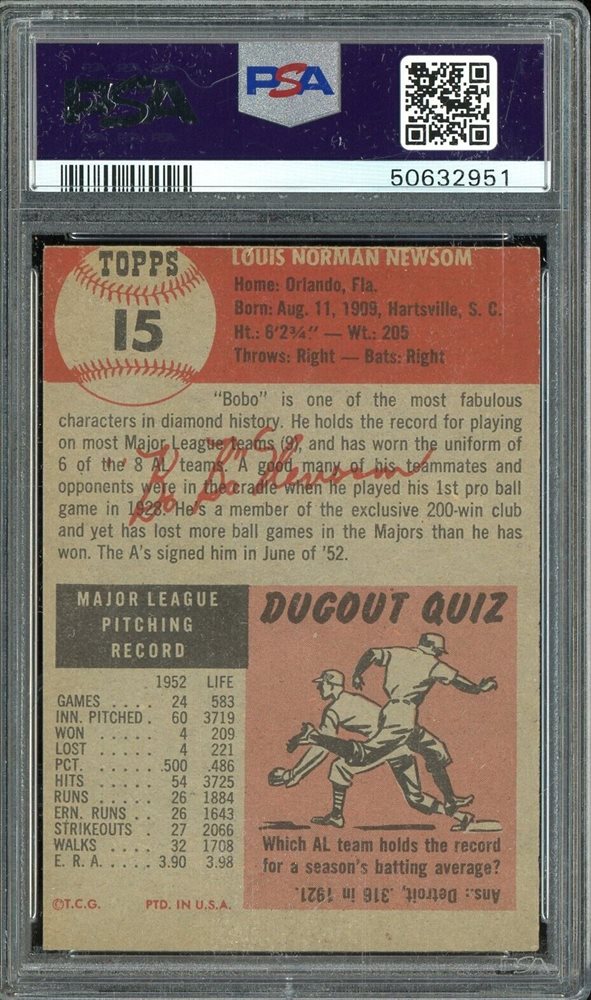 PSA
PSA
50632951
TOPPS
15
LOUIS NORMAN NEWSOM
Home: Orlando, Fla.
Born: Aug. 11, 1909, Hartsville, S. C.
Ht.: 6'2¾" — Wt.: 205
Throws: Right — Bats: Right
"Bobo" is one of the most fabulous
characters in diamond history. He holds the record for playing
on most Major League teams (9), and has worn the uniform of
6 of the 8 AL teams. A good many of his teammates and
opponents were in the cradle when he played his 1st pro ball
game in 1928. He's a member of the exclusive 200-win club
and yet has lost more ball games in the Majors than he has
won. The A's signed him in June of '52.
"Bo Bo" Newsom
MAJOR LEAGUE
PITCHING
RECORD
1952 LIFE
GAMES .... 24 583
INN. PITCHED . 60 3719
WON ..... 4 209
LOST ..... 4 221
PCT. ..... .500 .486
HITS ..... 54 3725
RUNS ..... 26 1884
ERN. RUNS .. 26 1643
STRIKEOUTS . 27 2066
WALKS .... 32 1708
E. R. A. .... 3.90 3.98
©T.C.G. PTD. IN U.S.A.
DUGOUT QUIZ
Which AL team holds the record
for a season's batting average?
Ans.: Detroit, .316 in 1921.